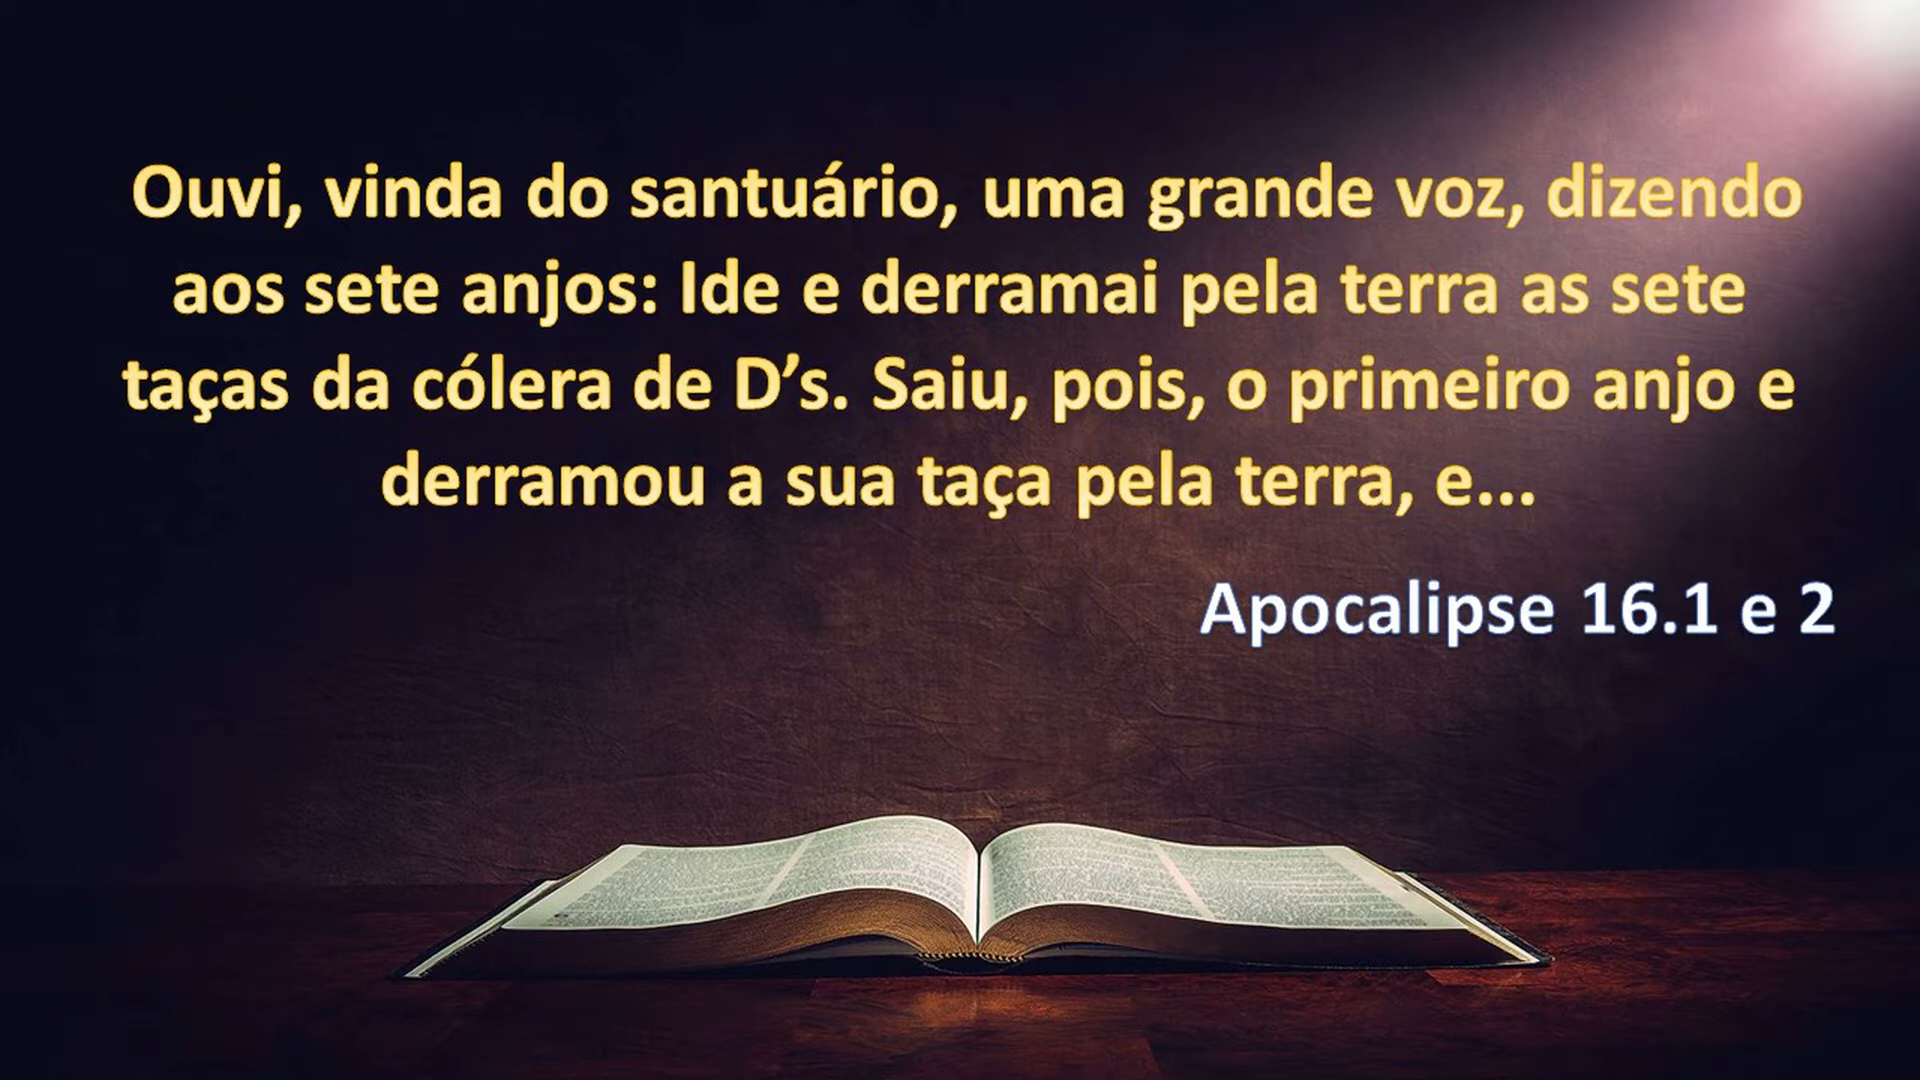 Ouvi, vinda do santuário, uma grande voz, dizendo
aos sete anjos: Ide e derramai pela terra as sete
taças da cólera de D’s. Saiu, pois, o primeiro anjo e
derramou a sua taça pela terra, e...
Apocalipse 16.1 e 2